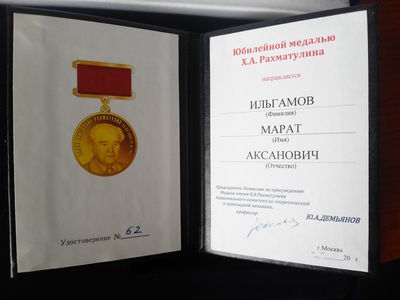 Удостоверение № 62
Юбилейной медалью
Х.А. Рахматулина
награждается
ИЛЬГАМОВ
(Фамилия)
МАРАТ
(Имя)
АКСАНОВИЧ
(Отчество)
Председатель Комиссии по присуждению
Медали имени Х.А.Рахматулина
Национального комитета по теоретической
и прикладной механике,
профессор
Ю.А.ДЕМЬЯНОВ
г.Москва
" " 20 г.